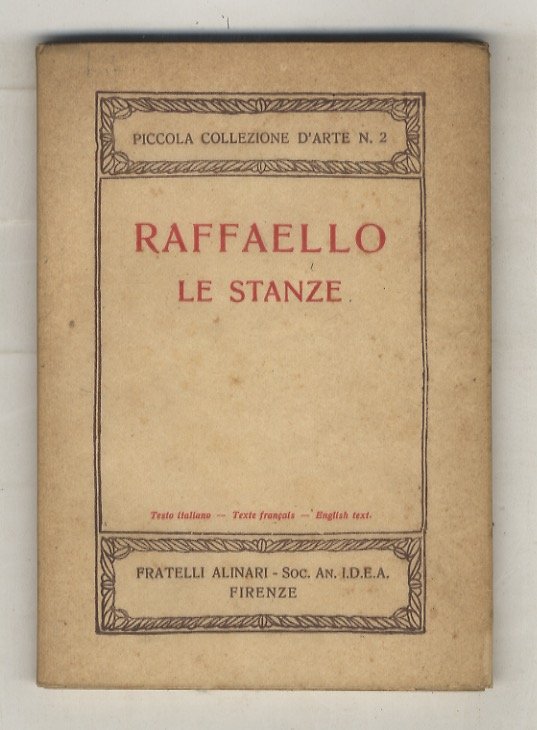 PICCOLA COLLEZIONE D'ARTE N. 2
RAFFAELLO
LE STANZE
Testo italiano — Texte français — English text.
FRATELLI ALINARI - SOC. AN. I.D.E.A.
FIRENZE